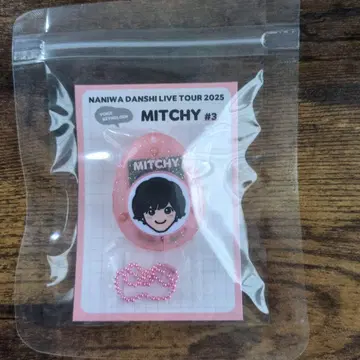 NANIWA DANSHI LIVE TOUR 2025
MITCHY #3
MITCHY